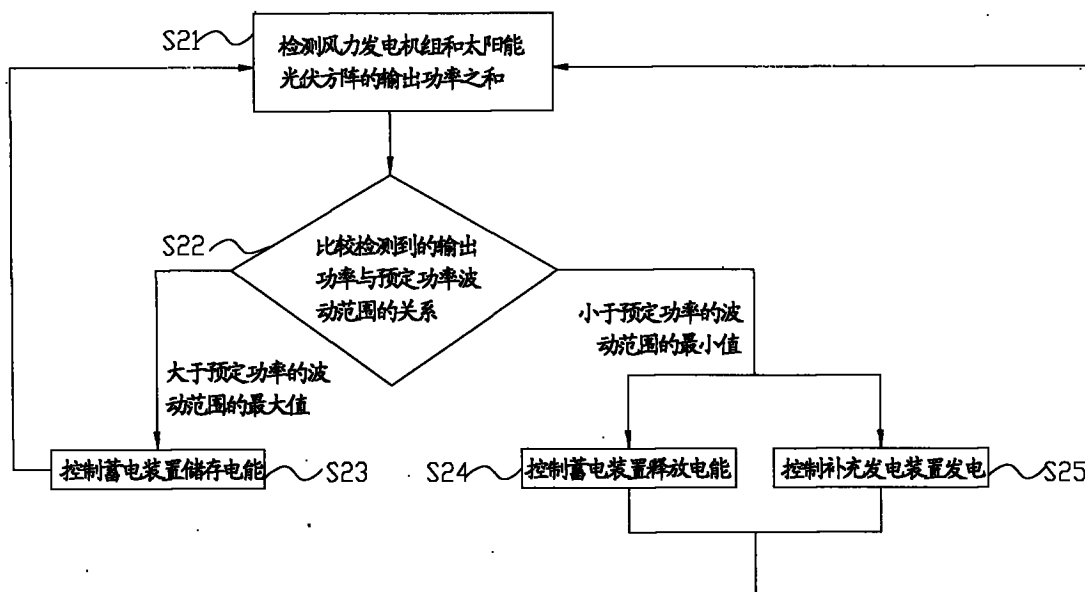 S21
检测风力发电机组和太阳能
光伏方阵的输出功率之和
S22
比较检测到的输出
功率与预定功率波
动范围的关系
大于预定功率的波
动范围的最大值
小于预定功率的波
动范围的最小值
控制蓄电装置储存电能
S23
S24
控制蓄电装置释放电能
控制补充发电装置发电
S25